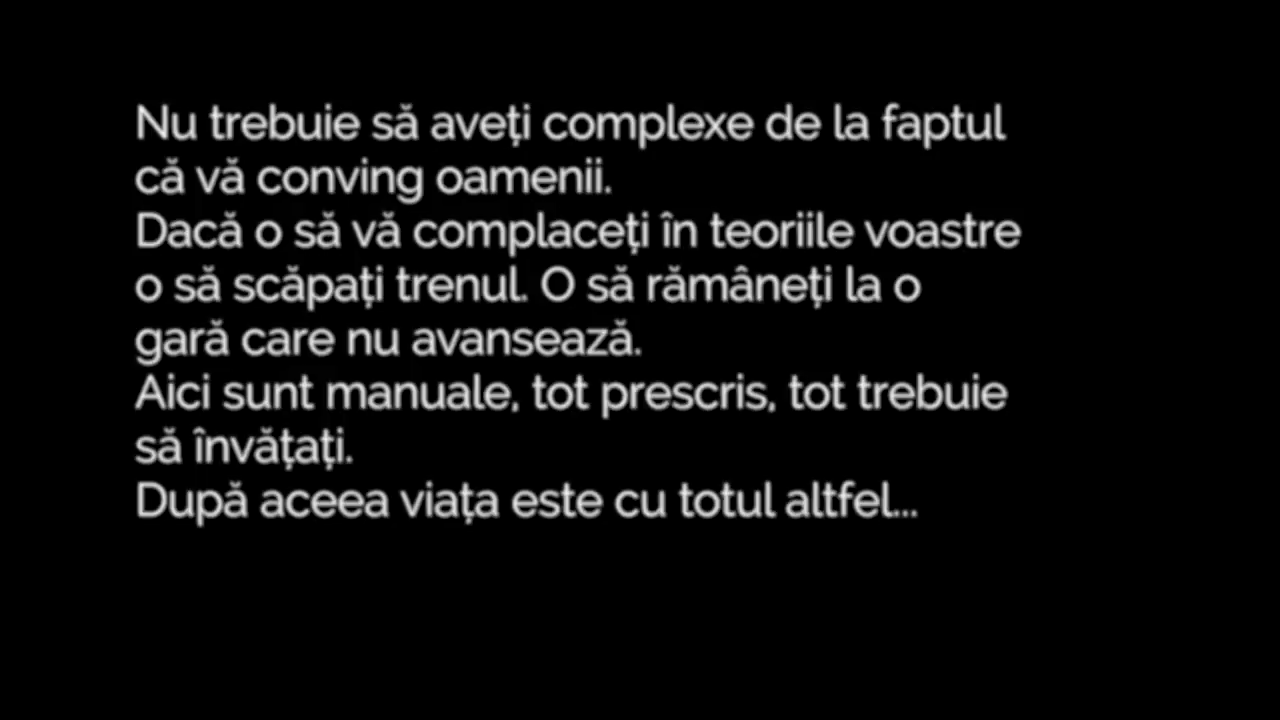 Nu trebuie să aveți complexe de la faptul
că vă conving oamenii.
Dacă o să vă complaceți în teoriile voastre
o să scăpați trenul. O să rămâneți la o
gară care nu avansează.
Aici sunt manuale, tot prescris, tot trebuie
să învățați.
După aceea viața este cu totul altfel...